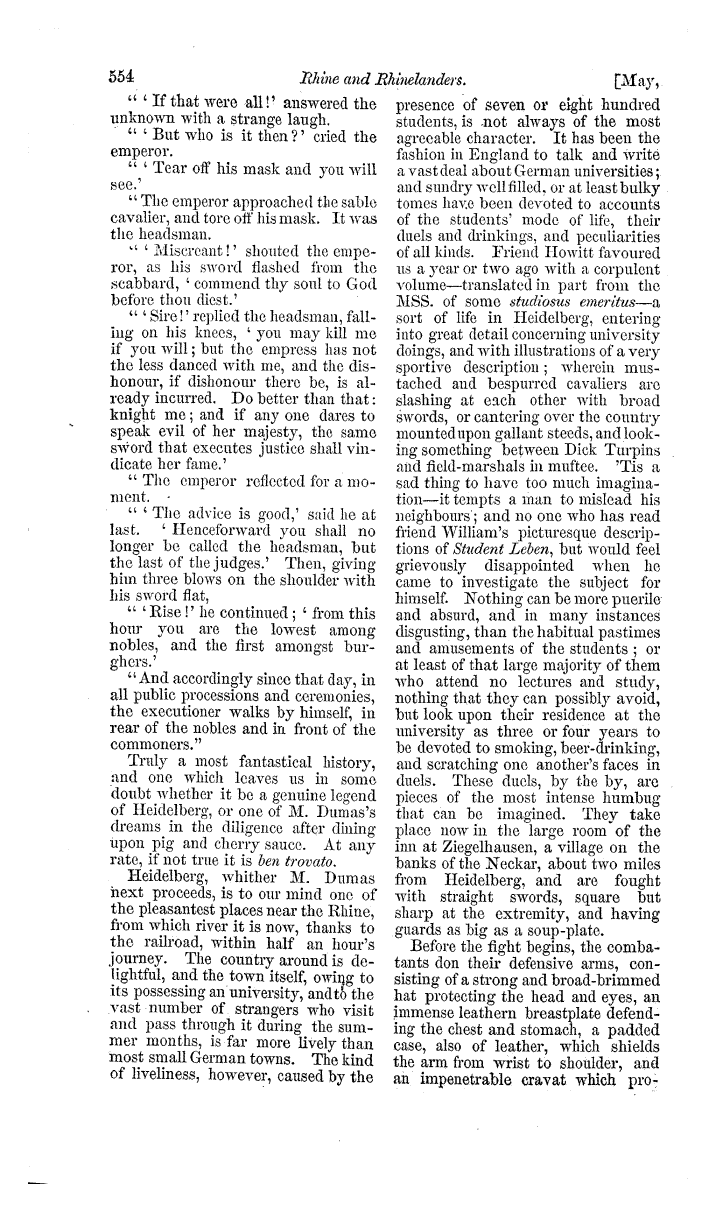 554 Rhine and Rhinelanders. [May,
“ ‘ If that were all!’ answered the
unknown with a strange laugh.
“ ‘ But who is it then?’ cried the
emperor.
“ ‘ Tear off his mask and you will
see.’
“ The emperor approached the sable
cavalier, and tore off his mask. It was
the headsman.
“ ‘ Miscreant!’ shouted the empe-
ror, as his sword flashed from the
scabbard, ‘ commend thy soul to God
before thou diest.’
“ ‘ Sire!’ replied the headsman, fall-
ing on his knees, ‘ you may kill me
if you will; but the empress has not
the less danced with me, and the dis-
honour, if dishonour there be, is al-
ready incurred. Do better than that:
knight me; and if any one dares to
speak evil of her majesty, the same
sword that executes justice shall vin-
dicate her fame.’
“ The emperor reflected for a mo-
ment.
“ ‘ The advice is good,’ said he at
last. ‘ Henceforward you shall no
longer be called the headsman, but
the last of the judges.’ Then, giving
him three blows on the shoulder with
his sword flat,
“ ‘ Rise!’ he continued; ‘ from this
hour you are the lowest among
nobles, and the first amongst bur-
ghers.’
“ And accordingly since that day, in
all public processions and ceremonies,
the executioner walks by himself, in
rear of the nobles and in front of the
commoners.”
Truly a most fantastical history,
and one which leaves us in some
doubt whether it be a genuine legend
of Heidelberg, or one of M. Dumas's
dreams in the diligence after dining
upon pig and cherry sauce. At any
rate, if not true it is ben trovato.
Heidelberg, whither M. Dumas
next proceeds, is to our mind one of
the pleasantest places near the Rhine,
from which river it is now, thanks to
the railroad, within half an hour's
journey. The country around is de-
lightful, and the town itself, owing to
its possessing an university, and to the
vast number of strangers who visit
and pass through it during the sum-
mer months, is far more lively than
most small German towns. The kind
of liveliness, however, caused by the
presence of seven or eight hundred
students, is not always of the most
agreeable character. It has been the
fashion in England to talk and write
a vast deal about German universities;
and sundry well filled, or at least bulky
tomes have been devoted to accounts
of the students' mode of life, their
duels and drinkings, and peculiarities
of all kinds. Friend Howitt favoured
us a year or two ago with a corpulent
volume—translated in part from the
MSS. of some studiosus emeritus—a
sort of life in Heidelberg, entering
into great detail concerning university
doings, and with illustrations of a very
sportive description; wherein mus-
tached and bespurred cavaliers are
slashing at each other with broad
swords, or cantering over the country
mounted upon gallant steeds, and look-
ing something between Dick Turpins
and field-marshals in muftee. 'Tis a
sad thing to have too much imagina-
tion—it tempts a man to mislead his
neighbours; and no one who has read
friend William's picturesque descrip-
tions of Student Leben, but would feel
grievously disappointed when he
came to investigate the subject for
himself. Nothing can be more puerile
and absurd, and in many instances
disgusting, than the habitual pastimes
and amusements of the students; or
at least of that large majority of them
who attend no lectures and study,
nothing that they can possibly avoid,
but look upon their residence at the
university as three or four years to
be devoted to smoking, beer-drinking,
and scratching one another's faces in
duels. These duels, by the by, are
pieces of the most intense humbug
that can be imagined. They take
place now in the large room of the
inn at Ziegelhausen, a village on the
banks of the Neckar, about two miles
from Heidelberg, and are fought
with straight swords, square but
sharp at the extremity, and having
guards as big as a soup-plate.
Before the fight begins, the comba-
tants don their defensive arms, con-
sisting of a strong and broad-brimmed
hat protecting the head and eyes, an
immense leathern breastplate defend-
ing the chest and stomach, a padded
case, also of leather, which shields
the arm from wrist to shoulder, and
an impenetrable cravat which pro-